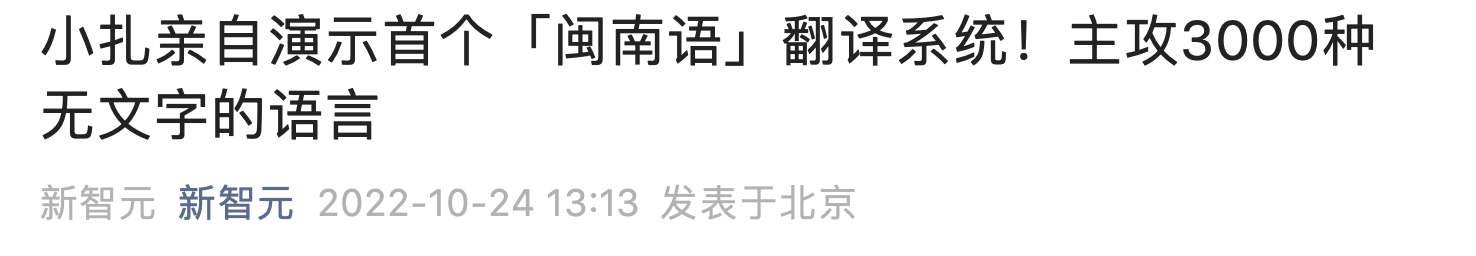 小扎亲自演示首个「闽南语」翻译系统！主攻3000种
无文字的语言
新智元 新智元 2022-10-24 13:13 发表于北京